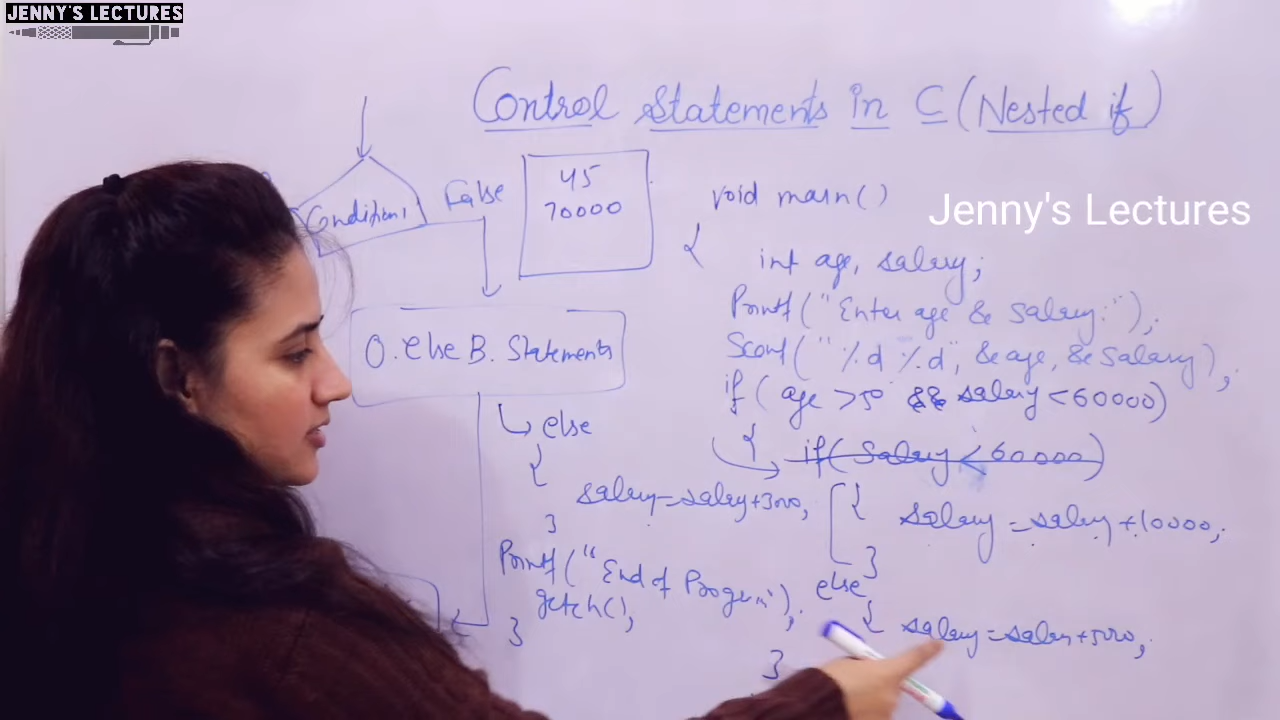 JENNY'S LECTURES
Control Statements in C (Nested if)
Condition1
False
45
70000
O. Else B. Statements
else
{
salary=salary+3000,
}
Printf("End of Program"),
getch();
}
void main()
Jenny's Lectures
{
int age, salary;
Printf("Enter age & salary:");
Scanf("%d %d", &age, &salary);
if (age >50 && salary <60000)
{
if(Salary <60000)
{
Salary =salary +10000;
}
else
{
salary =salary +5000;
}